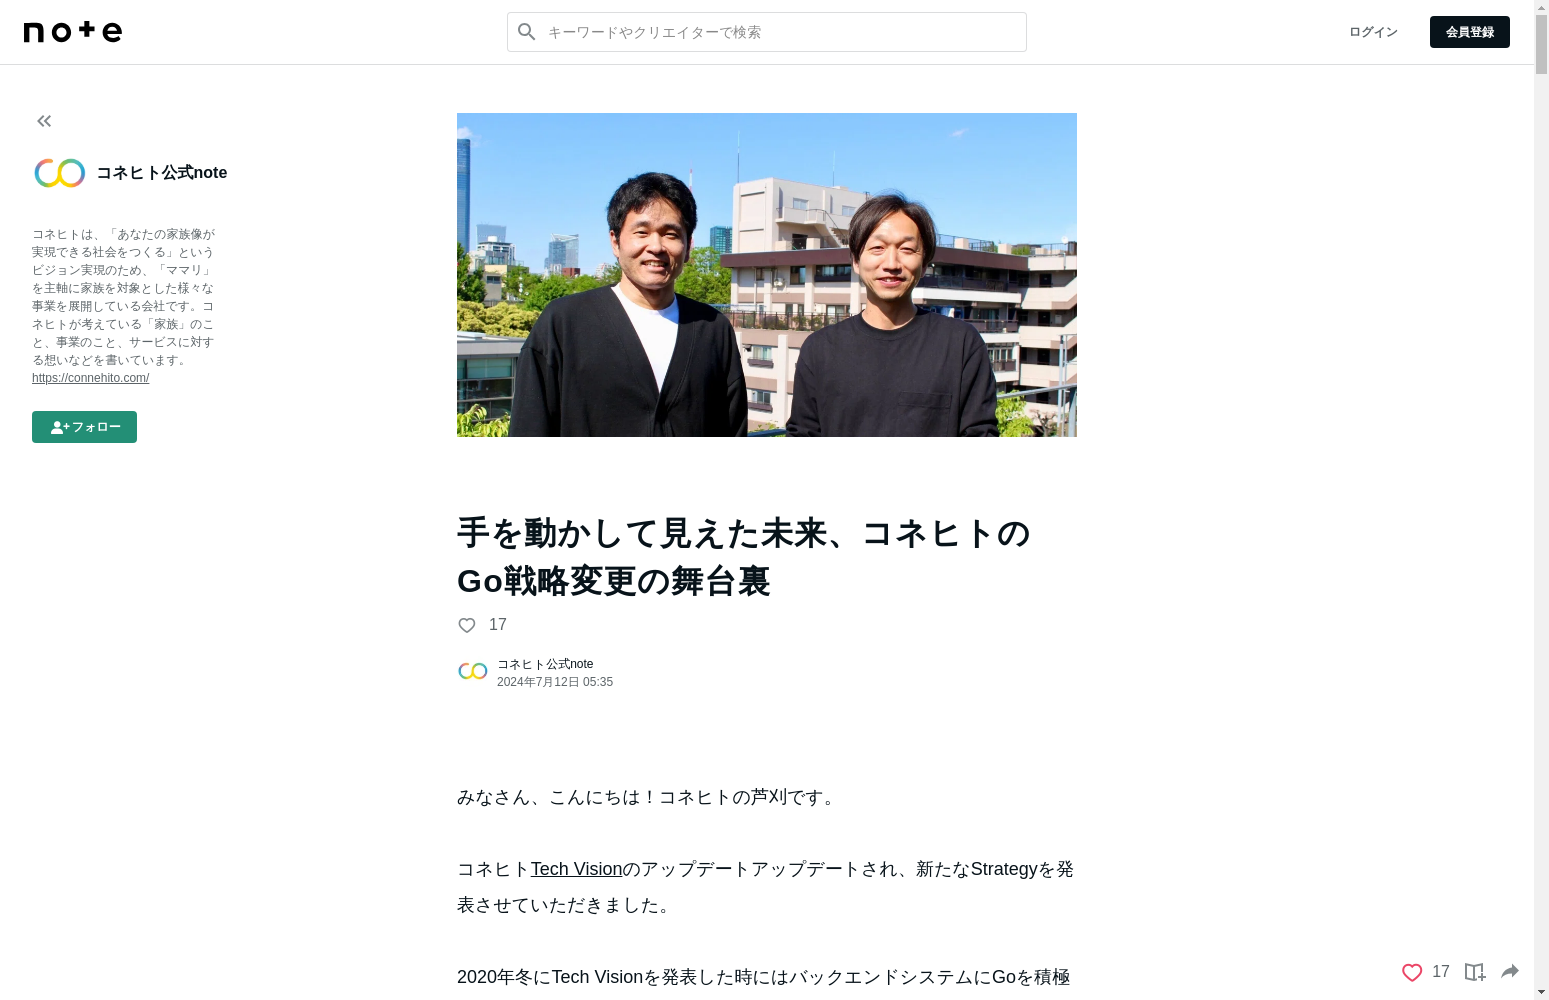 note
キーワードやクリエイターで検索
ログイン
会員登録
コネヒト公式note
コネヒトは、「あなたの家族像が
実現できる社会をつくる」という
ビジョン実現のため、「ママリ」
を主軸に家族を対象とした様々な
事業を展開している会社です。コ
ネヒトが考えている「家族」のこ
と、事業のこと、サービスに対す
る想いなどを書いています。
https://connehito.com/
フォロー
手を動かして見えた未来、コネヒトの
Go戦略変更の舞台裏
17
コネヒト公式note
2024年7月12日 05:35
みなさん、こんにちは！コネヒトの芦刈です。
コネヒトTech Visionのアップデートアップデートされ、新たなStrategyを発
表させていただきました。
2020年冬にTech Visionを発表した時にはバックエンドシステムにGoを積極
17